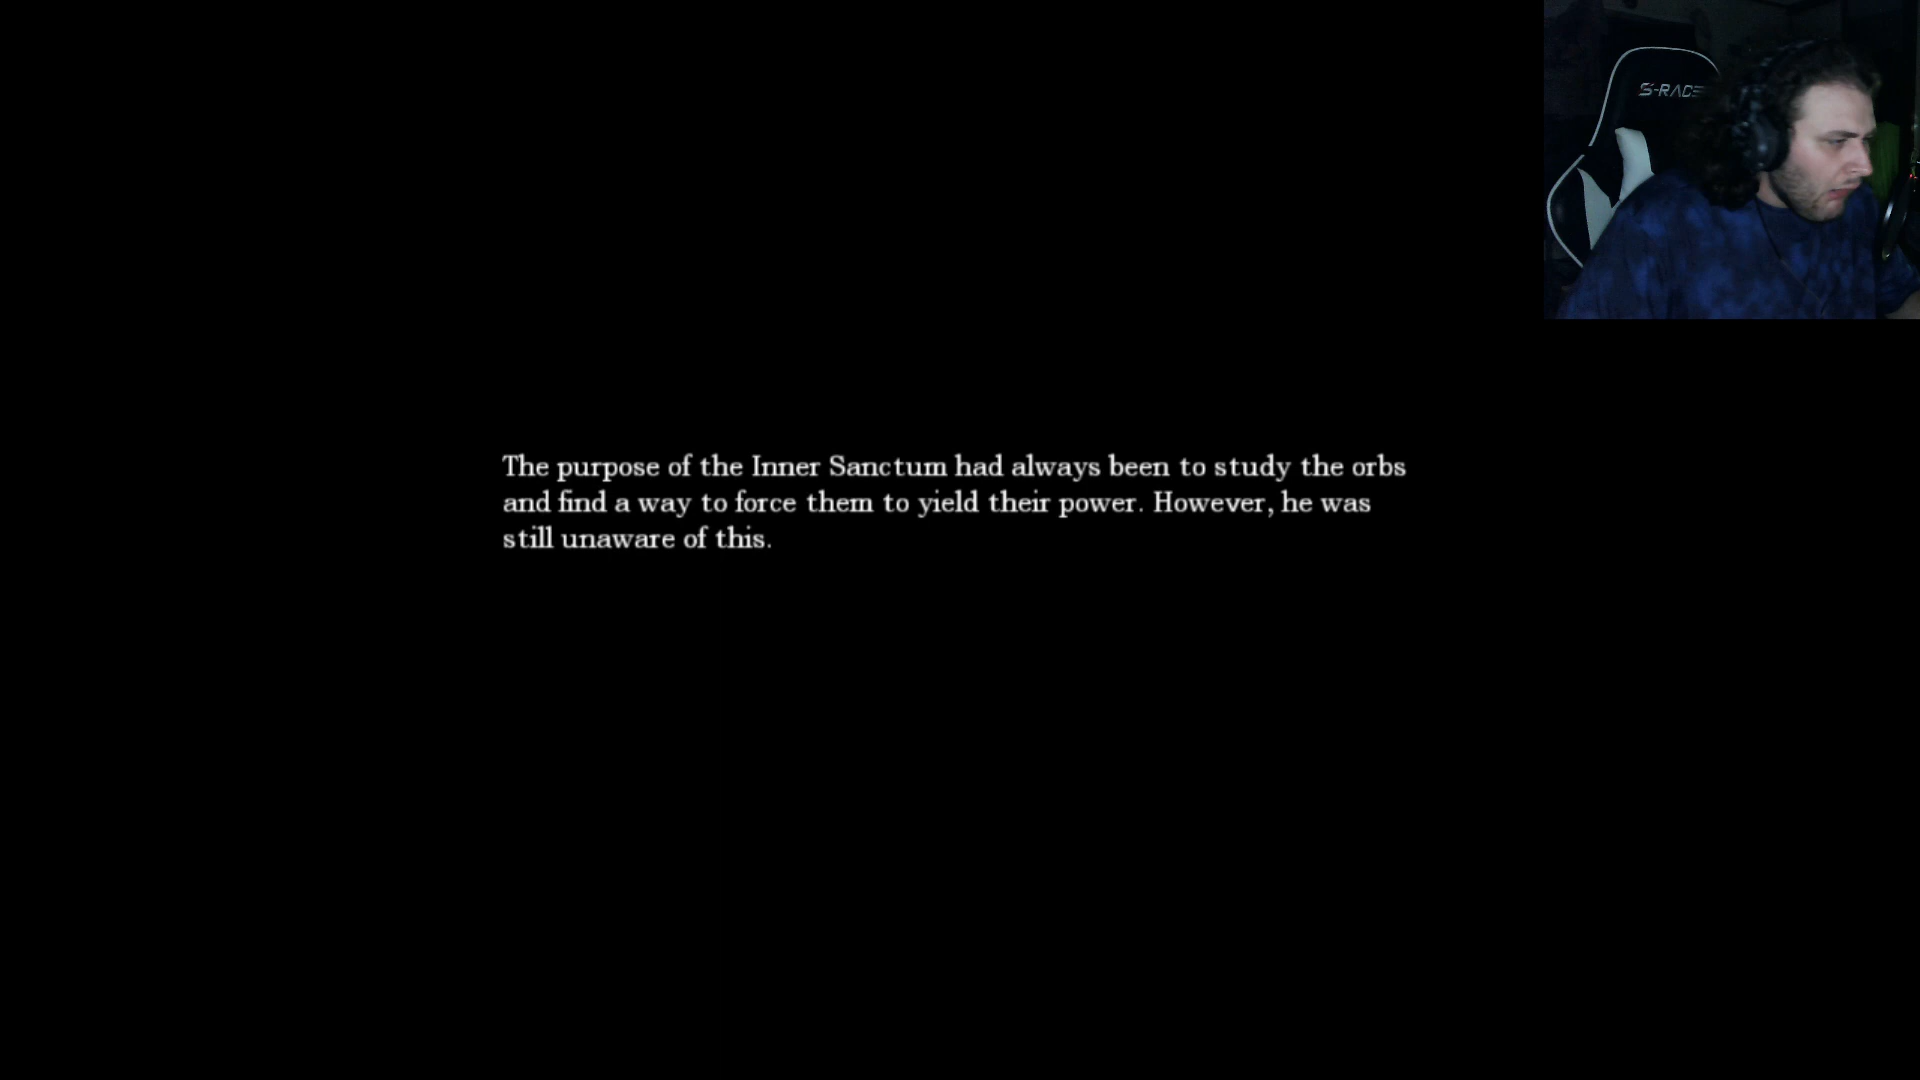 S-RACE
The purpose of the Inner Sanctum had always been to study the orbs
and find a way to force them to yield their power. However, he was
still unaware of this.